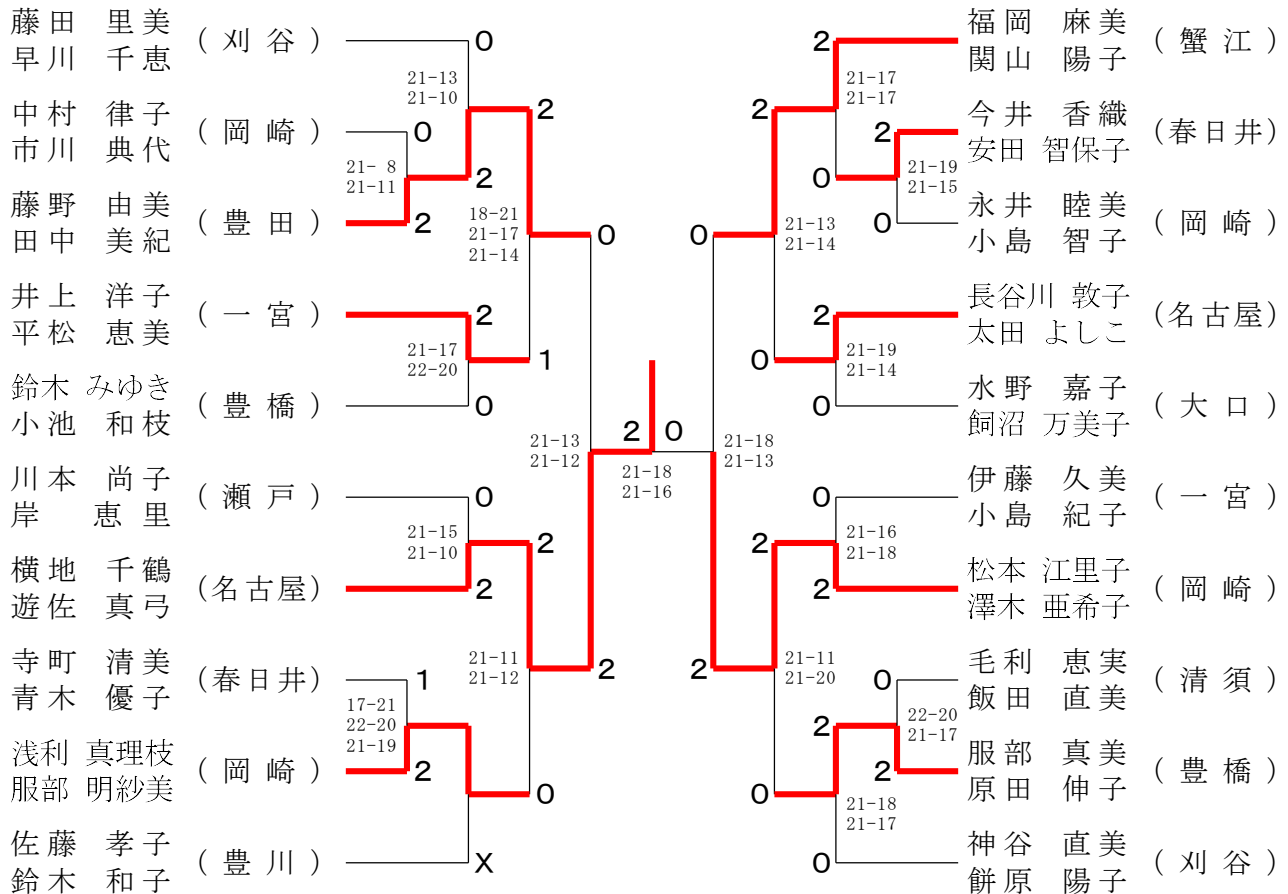 藤田 里美
早川 千恵
(刈谷)
0
21-13
21-10
2
中村 律子
市川 典代
(岡崎)
0
21- 8
21-11
2
藤野 由美
田中 美紀
(豊田)
2
18-21
21-17
21-14
0
井上 洋子
平松 恵美
(一宮)
2
21-17
22-20
1
鈴木 みゆき
小池 和枝
(豊橋)
0
21-13
21-12
川本 尚子
岸 恵里
(瀬戸)
0
21-15
21-10
2
横地 千鶴
遊佐 真弓
(名古屋)
2
21-11
21-12
2
寺町 清美
青木 優子
(春日井)
1
17-21
22-20
21-19
浅利 真理枝
服部 明紗美
(岡崎)
2
0
佐藤 孝子
鈴木 和子
(豊川)
X
2 0
21-18
21-16
福岡 麻美
関山 陽子
(蟹江)
2
21-17
21-17
2
今井 香織
安田 智保子
(春日井)
2
21-19
21-15
0
永井 睦美
小島 智子
(岡崎)
0
21-13
21-14
0
長谷川 敦子
太田 よしこ
(名古屋)
2
21-19
21-14
0
水野 嘉子
飼沼 万美子
(大口)
0
21-18
21-13
伊藤 久美
小島 紀子
(一宮)
0
21-16
21-18
2
松本 江里子
澤木 亜希子
(岡崎)
2
21-11
21-20
2
毛利 恵実
飯田 直美
(清須)
0
22-20
21-17
2
服部 真美
原田 伸子
(豊橋)
2
21-18
21-17
0
神谷 直美
餅原 陽子
(刈谷)
0